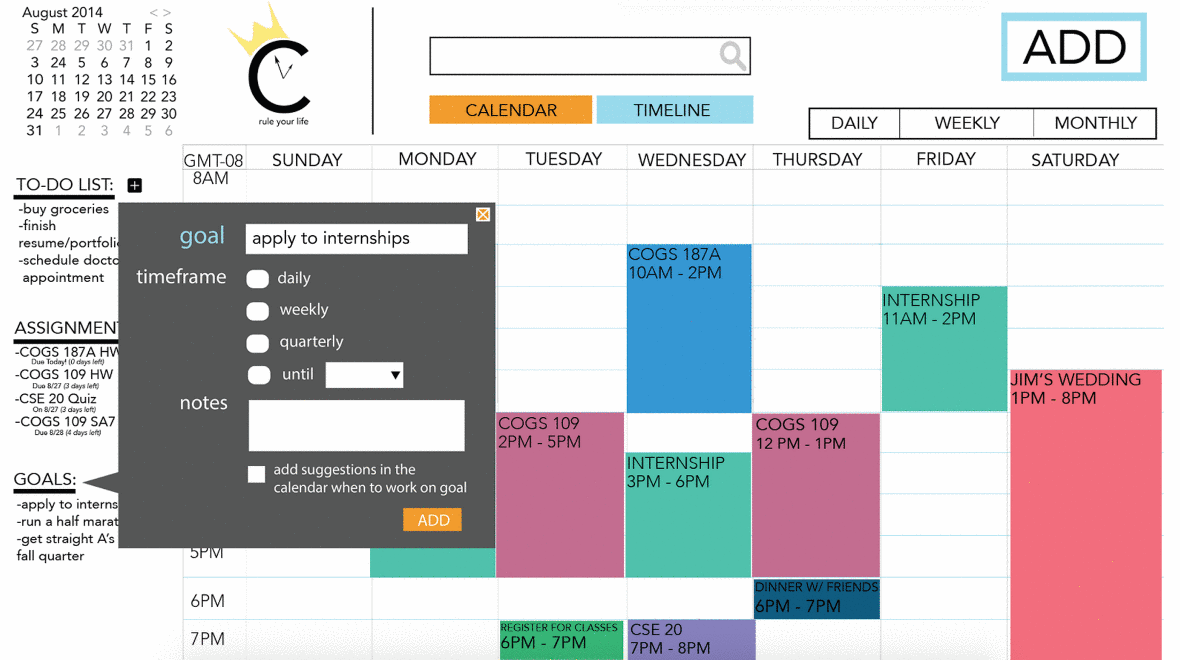 August 2014 < >
S M T W T F S
27 28 29 30 31 1 2
3 24 5 6 7 8 9
10 11 12 13 14 15 16
17 18 19 20 21 22 23
24 25 26 27 28 29 30
31 1 2 3 4 5 6
C
rule your life
CALENDAR
TIMELINE
ADD
DAILY
WEEKLY
MONTHLY
GMT-08
SUNDAY
MONDAY
TUESDAY
WEDNESDAY
THURSDAY
FRIDAY
SATURDAY
8AM
5PM
6PM
7PM
TO-DO LIST: +
-buy groceries
-finish
resume/portfolio
-schedule docto
appointment
ASSIGNMEN
-COGS 187A HW
Due Today! (0 days left)
-COGS 109 HW
Due 8/27 (3 days left)
-CSE 20 Quiz
On 8/27 (3 days left)
-COGS 109 SA7
Due 8/28 (4 days left)
GOALS:
-apply to interns
-run a half marat
-get straight A's
fall quarter
goal
apply to internships
timeframe
daily
weekly
quarterly
until
notes
add suggestions in the
calendar when to work on goal
ADD
COGS 109
2PM - 5PM
REGISTER FOR CLASSES
6PM - 7PM
COGS 187A
10AM - 2PM
INTERNSHIP
3PM - 6PM
CSE 20
7PM - 8PM
COGS 109
12 PM - 1PM
DINNER W/ FRIENDS
6PM - 7PM
INTERNSHIP
11AM - 2PM
JIM'S WEDDING
1PM - 8PM